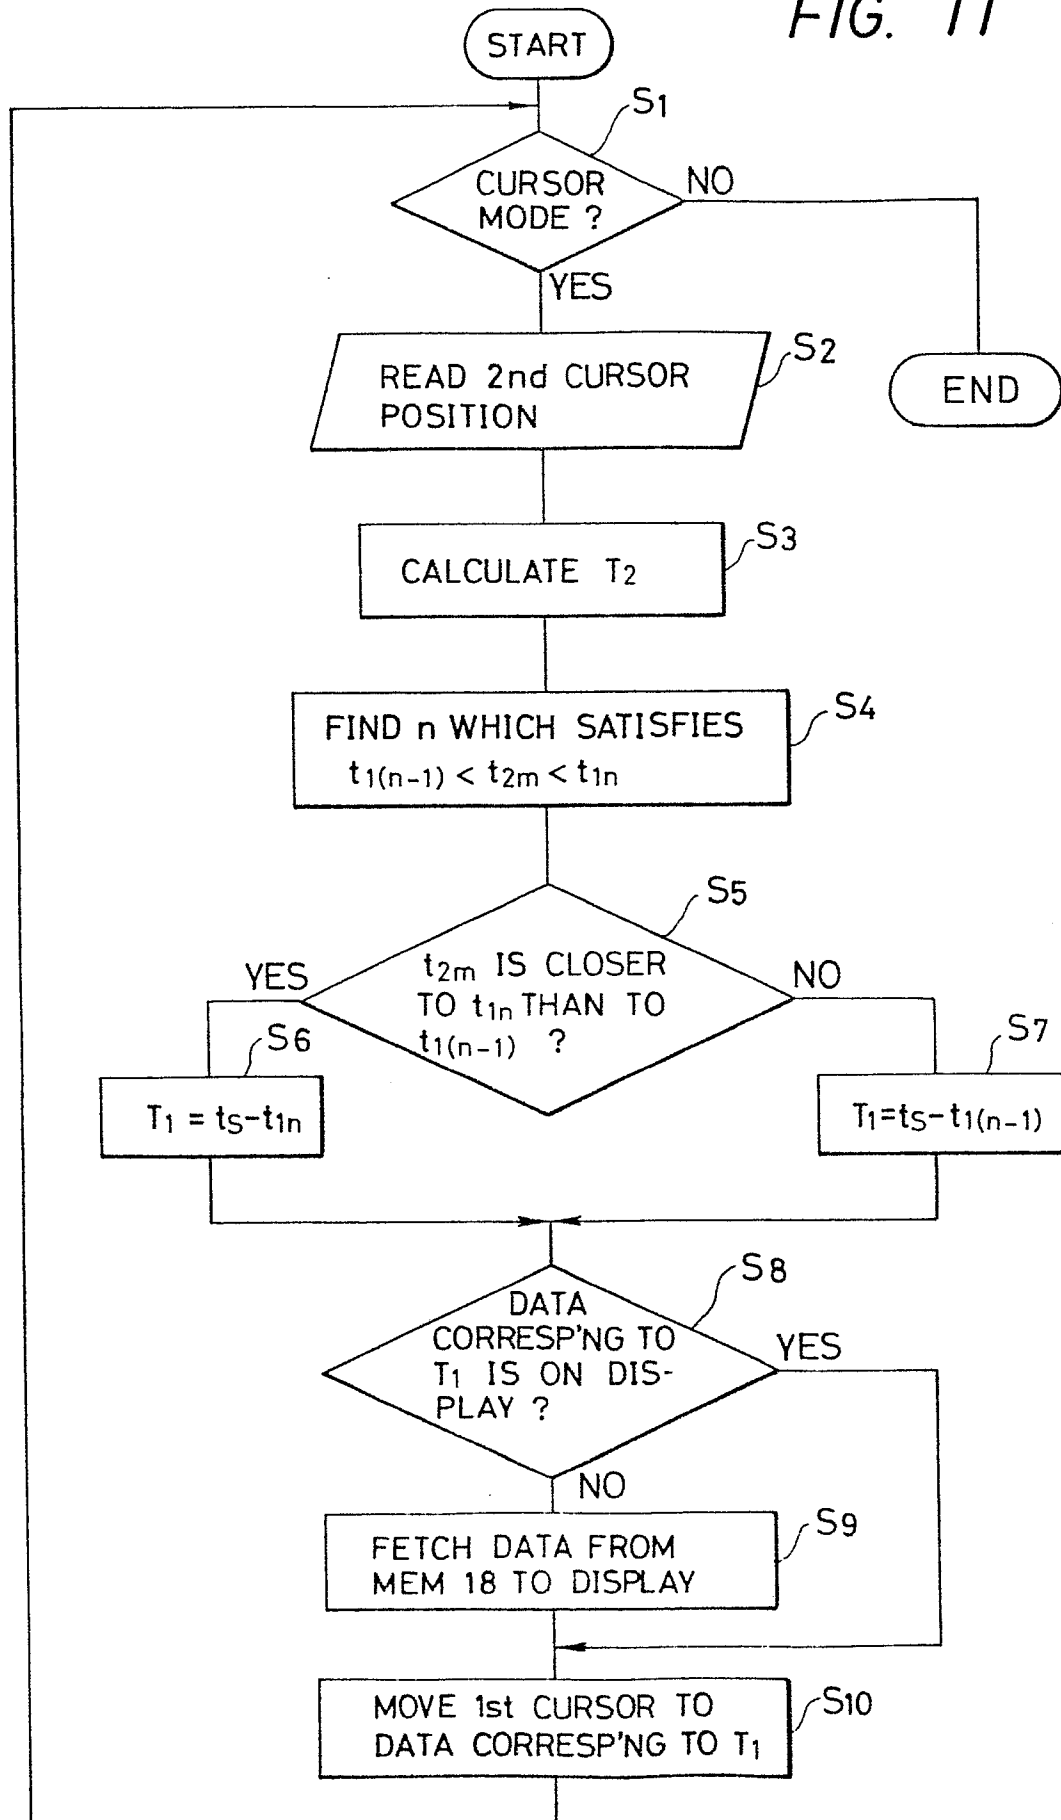 FIG. 11
START
S1
CURSOR
MODE ?
NO
YES
S2
READ 2nd CURSOR
POSITION
END
S3
CALCULATE T2
S4
FIND n WHICH SATISFIES
t1(n-1) < t2m < t1n
S5
YES
t2m IS CLOSER
TO t1n THAN TO
t1(n-1) ?
NO
S6
T1 = tS-t1n
S7
T1=tS-t1(n-1)
S8
DATA
CORRESP'NG TO
T1 IS ON DIS-
PLAY ?
YES
NO
S9
FETCH DATA FROM
MEM 18 TO DISPLAY
S10
MOVE 1st CURSOR TO
DATA CORRESP'NG TO T1